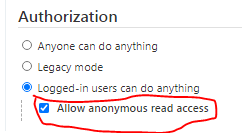 Authorization
Anyone can do anything
Legacy mode
Logged-in users can do anything
Allow anonymous read access